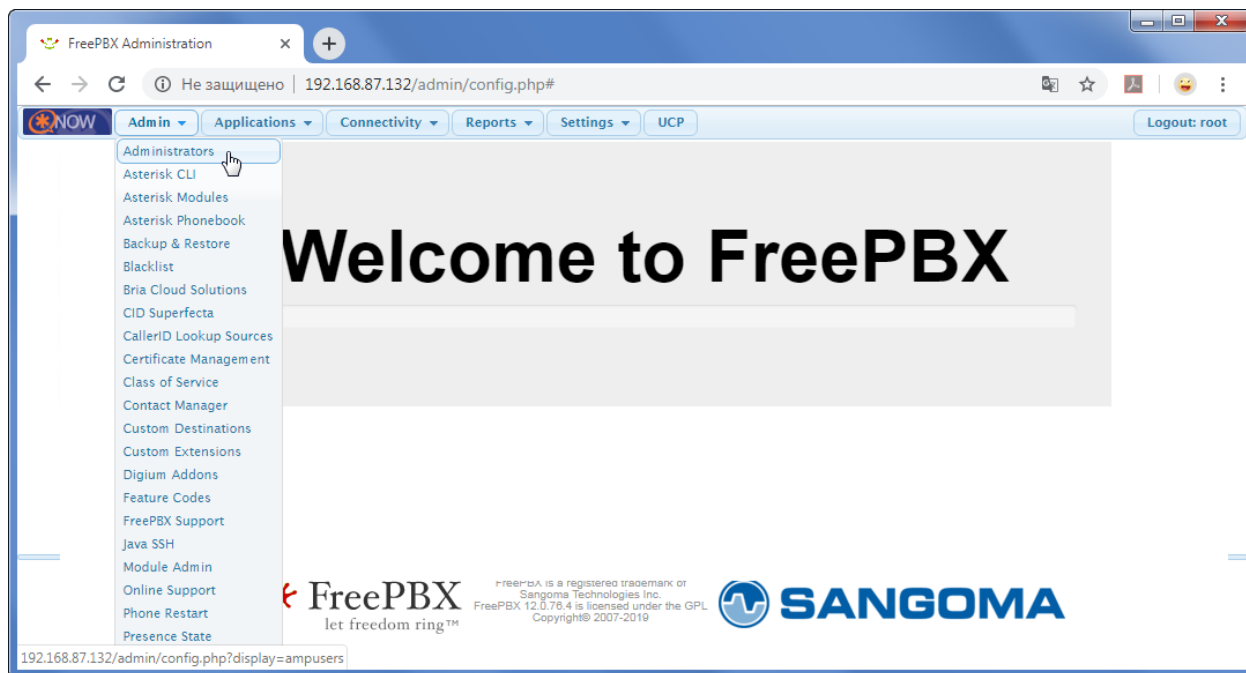 FreePBX Administration
Не защищено | 192.168.87.132/admin/config.php#
NOW Admin Applications Connectivity Reports Settings UCP Logout: root
Administrators
Asterisk CLI
Asterisk Modules
Asterisk Phonebook
Backup & Restore
Blacklist
Bria Cloud Solutions
CID Superfecta
CallerID Lookup Sources
Certificate Management
Class of Service
Contact Manager
Custom Destinations
Custom Extensions
Digium Addons
Feature Codes
FreePBX Support
Java SSH
Module Admin
Online Support
Phone Restart
Presence State
Welcome to FreePBX
FreePBX
let freedom ring™
FreePBX is a registered trademark of
Sangoma Technologies Inc.
FreePBX 12.0.76.4 is licensed under the GPL
Copyright© 2007-2019
SANGOMA
192.168.87.132/admin/config.php?display=ampusers